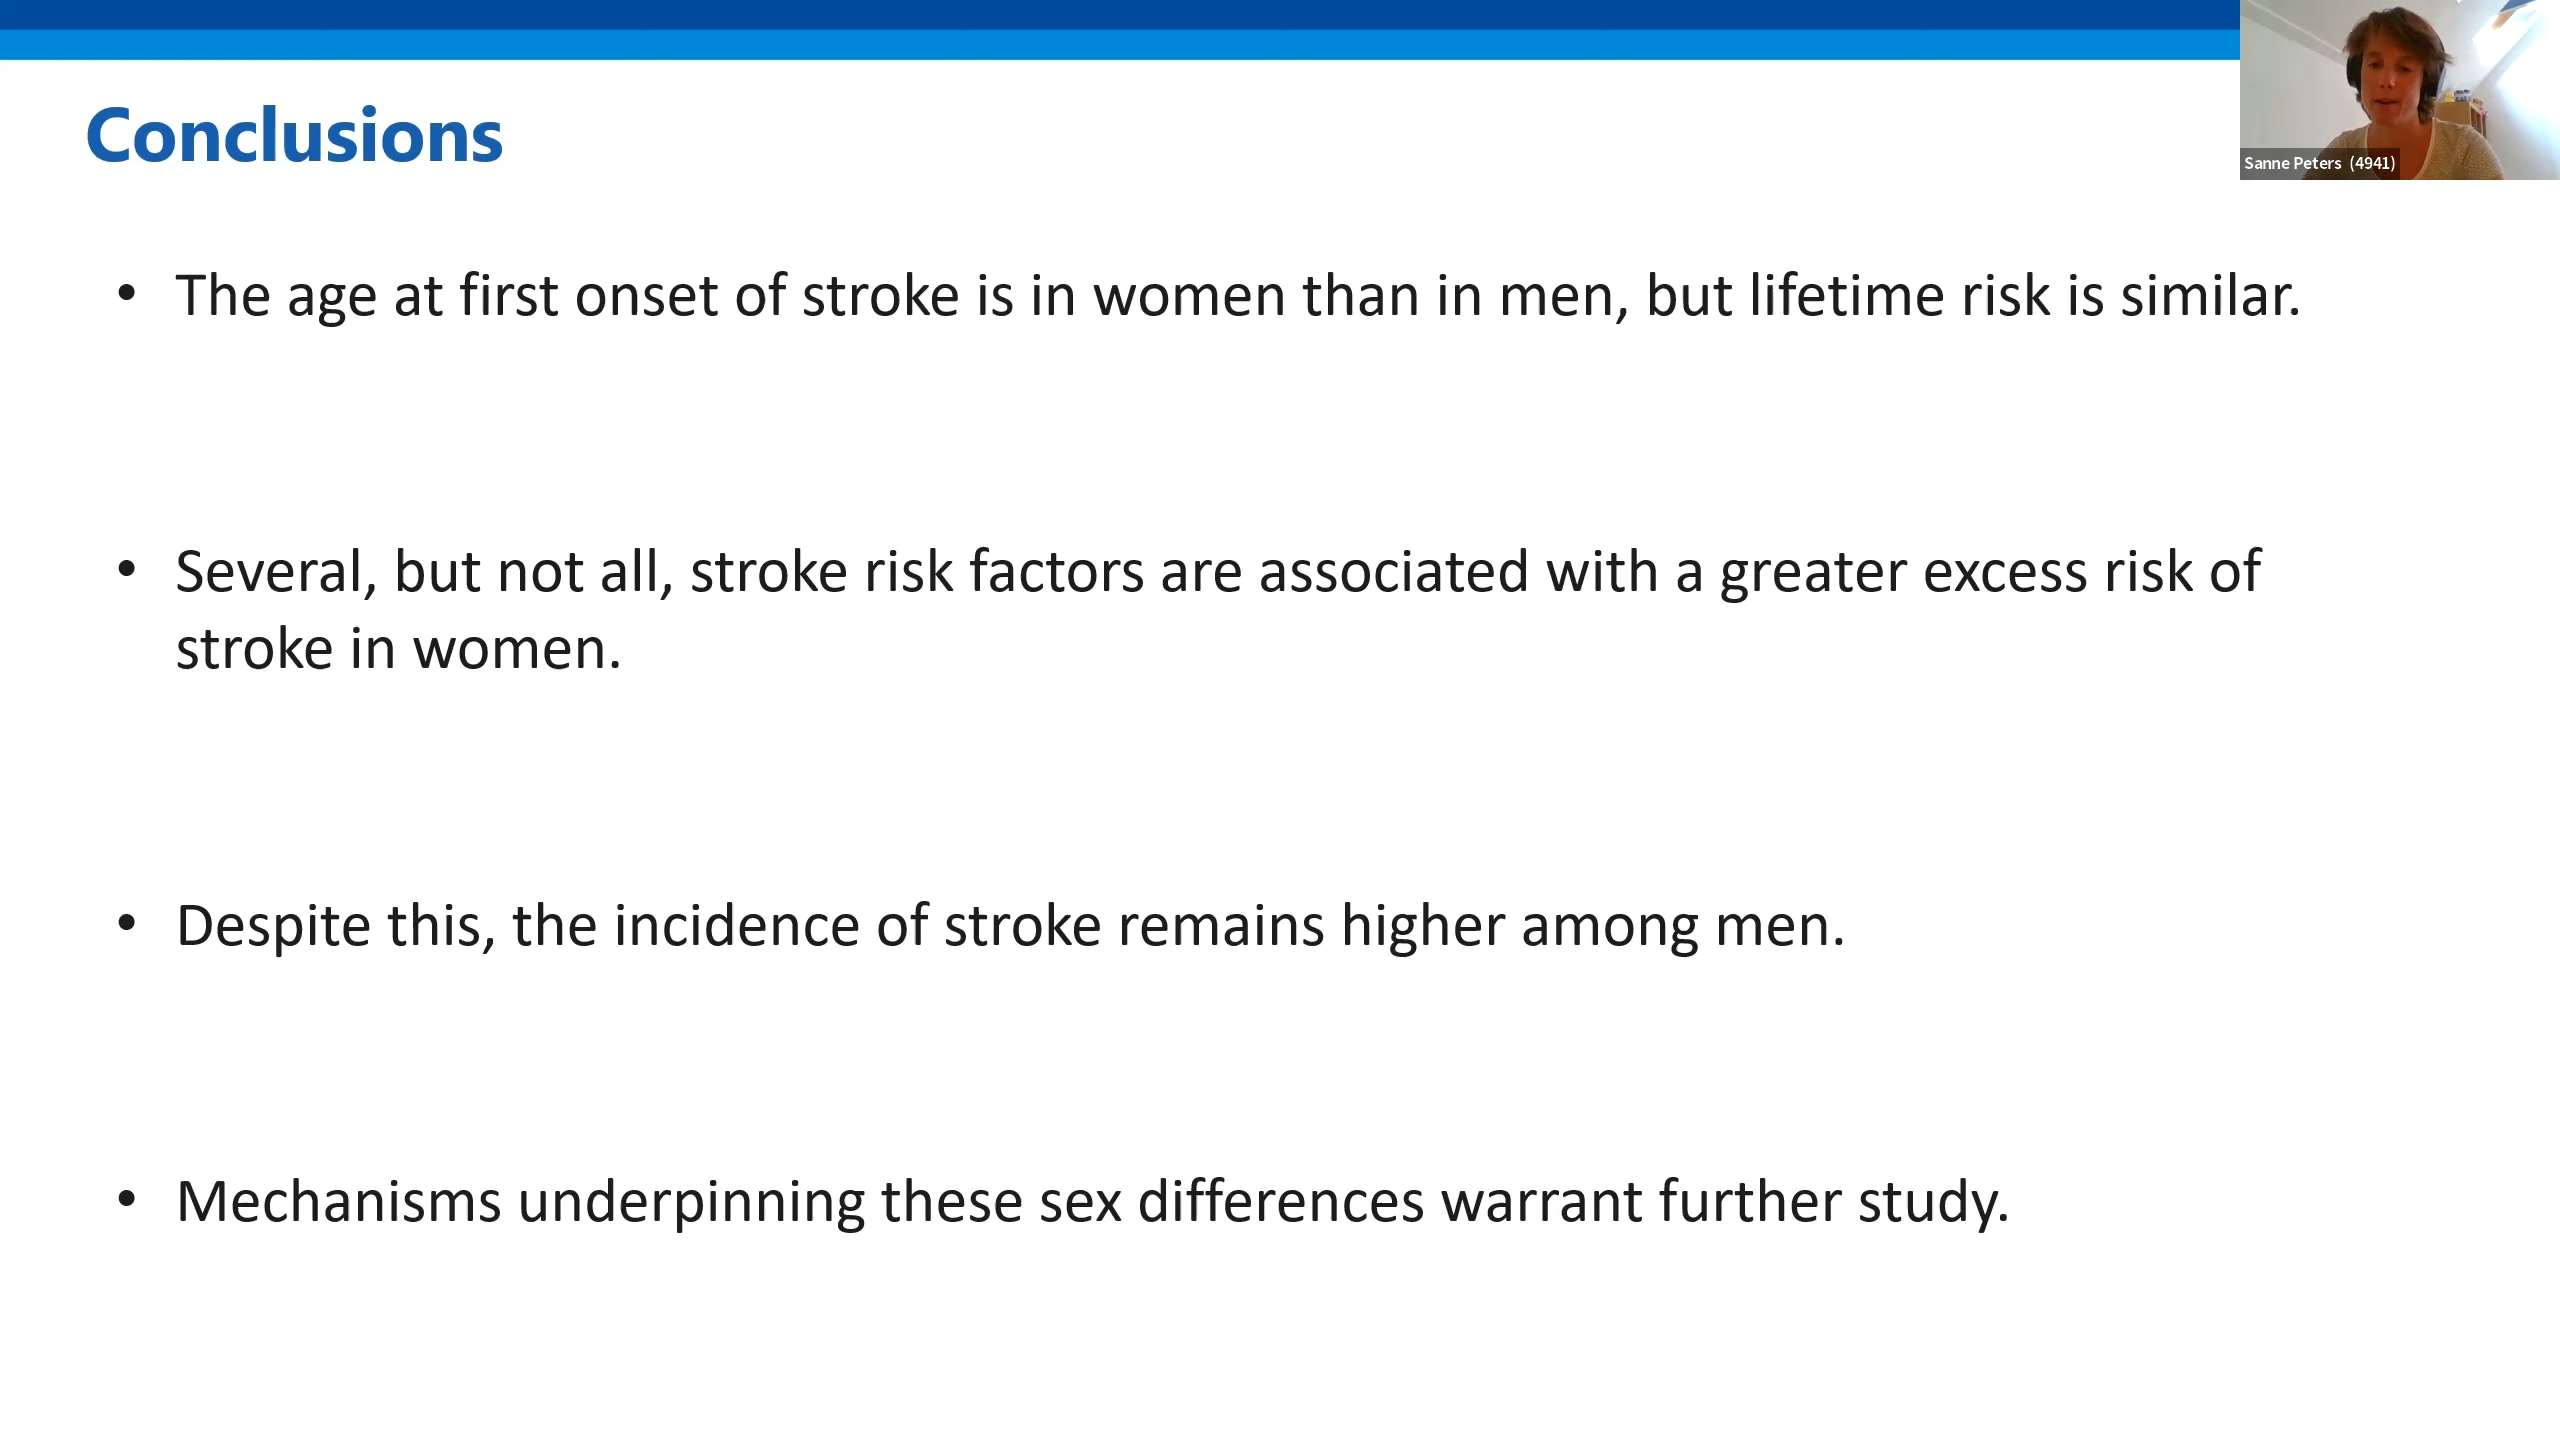 Conclusions
Sanne Peters (4941)
• The age at first onset of stroke is in women than in men, but lifetime risk is similar.
• Several, but not all, stroke risk factors are associated with a greater excess risk of
stroke in women.
• Despite this, the incidence of stroke remains higher among men.
• Mechanisms underpinning these sex differences warrant further study.